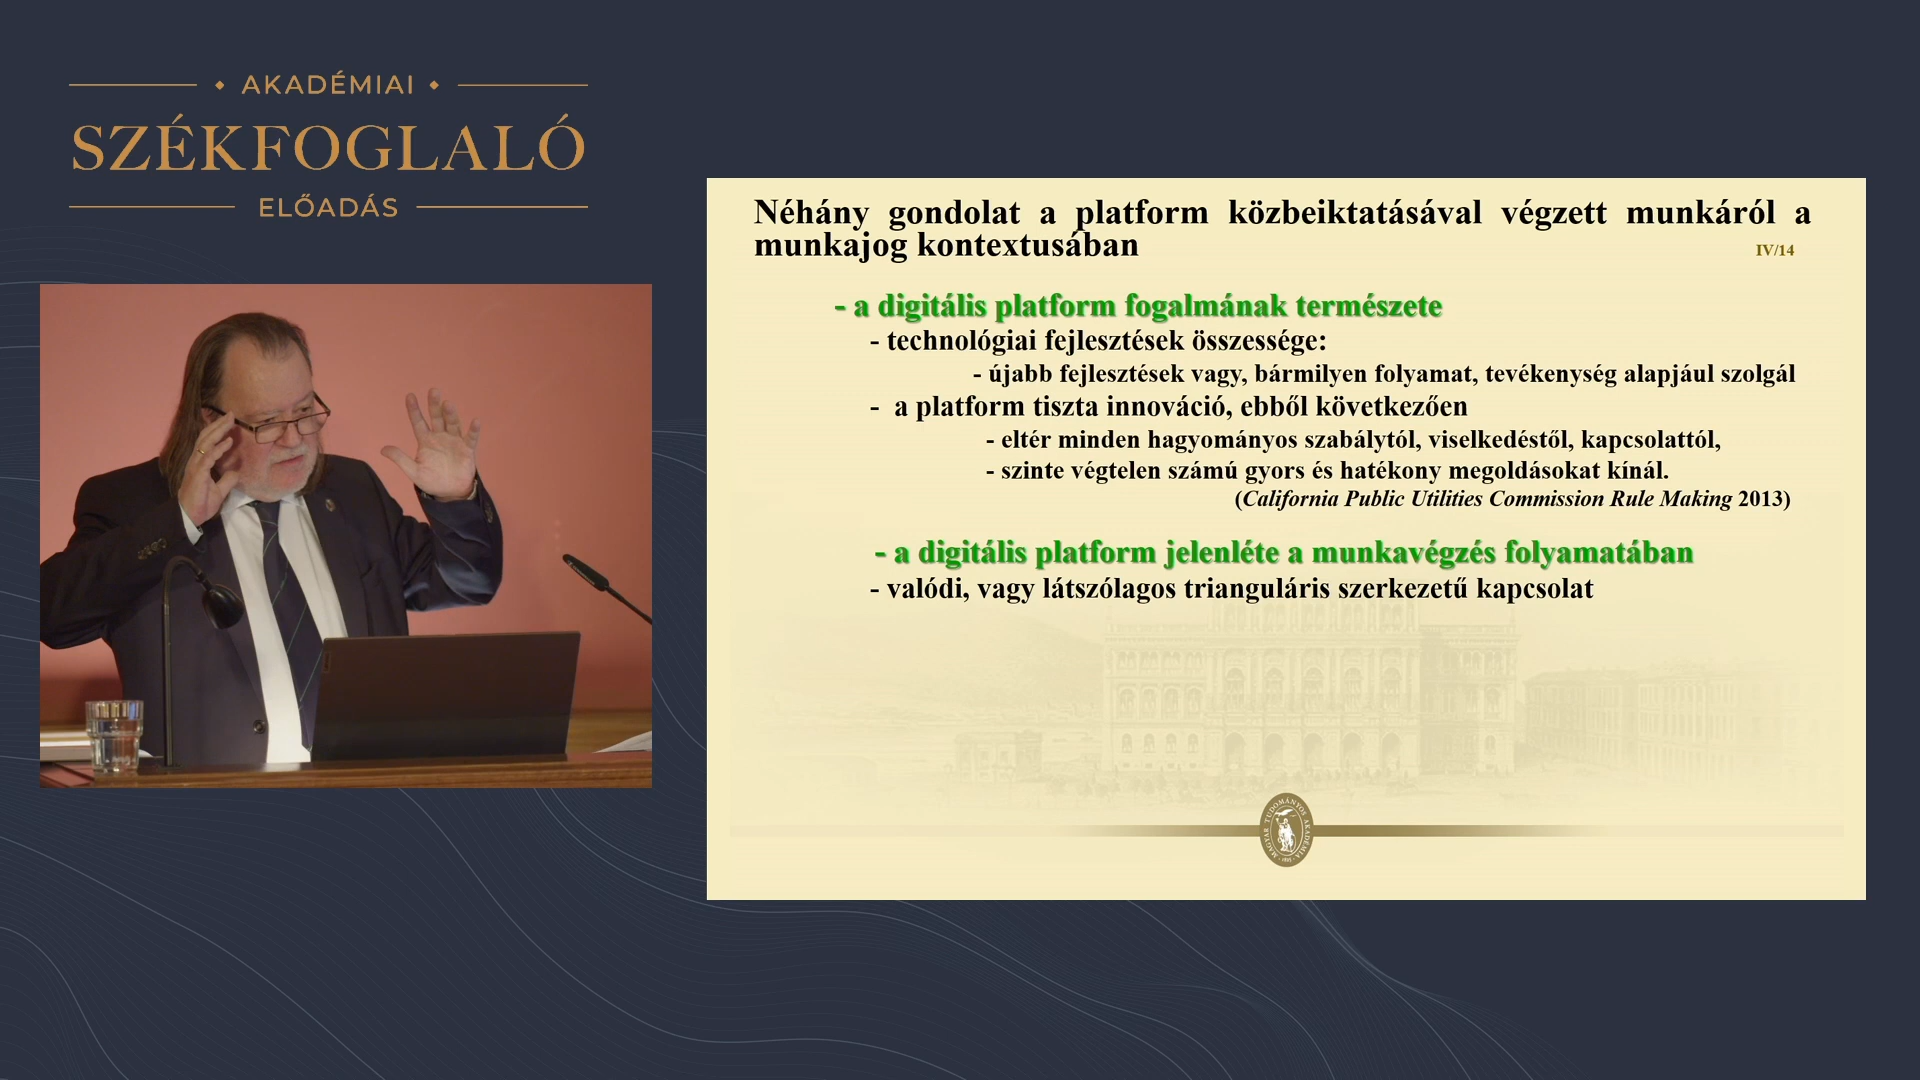 AKADÉMIAI
SZÉKFOGLALÓ
ELŐADÁS
Néhány gondolat a platform közbeiktatásával végzett munkáról a
munkajog kontextusában
IV/14
- a digitális platform fogalmának természete
- technológiai fejlesztések összessége:
- újabb fejlesztések vagy, bármilyen folyamat, tevékenység alapjául szolgál
- a platform tiszta innováció, ebből következően
- eltér minden hagyományos szabálytól, viselkedéstől, kapcsolattól,
- szinte végtelen számú gyors és hatékony megoldásokat kínál.
(California Public Utilities Commission Rule Making 2013)
- a digitális platform jelenléte a munkavégzés folyamatában
- valódi, vagy látszólagos trianguláris szerkezetű kapcsolat
MAGYAR TUDOMÁNYOS AKADÉMIA